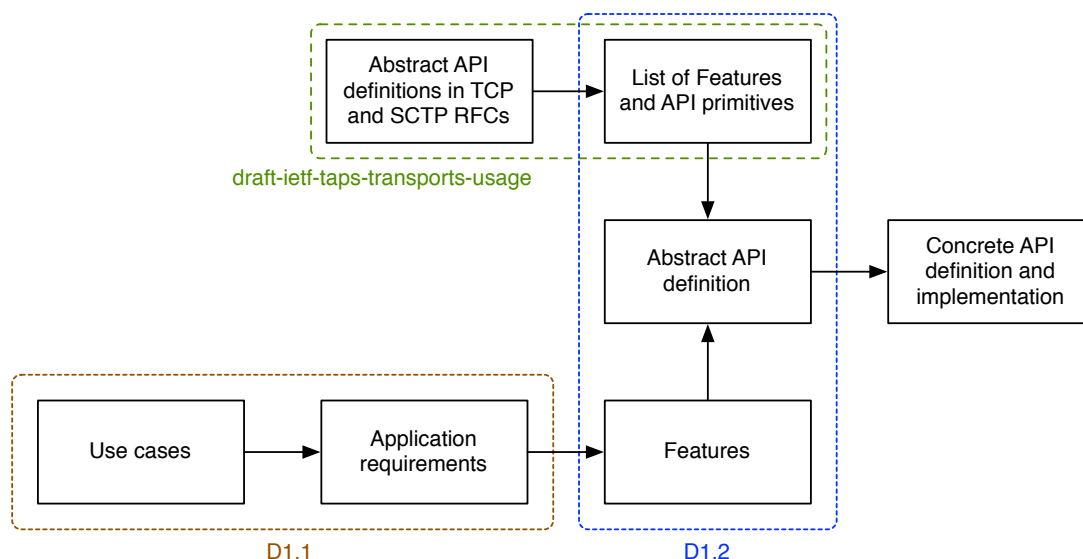 Abstract API
definitions in TCP
and SCTP RFCs
List of Features
and API primitives
draft-ietf-taps-transports-usage
Abstract API
definition
Concrete API
definition and
implementation
Use cases
Application
requirements
Features
D1.1
D1.2